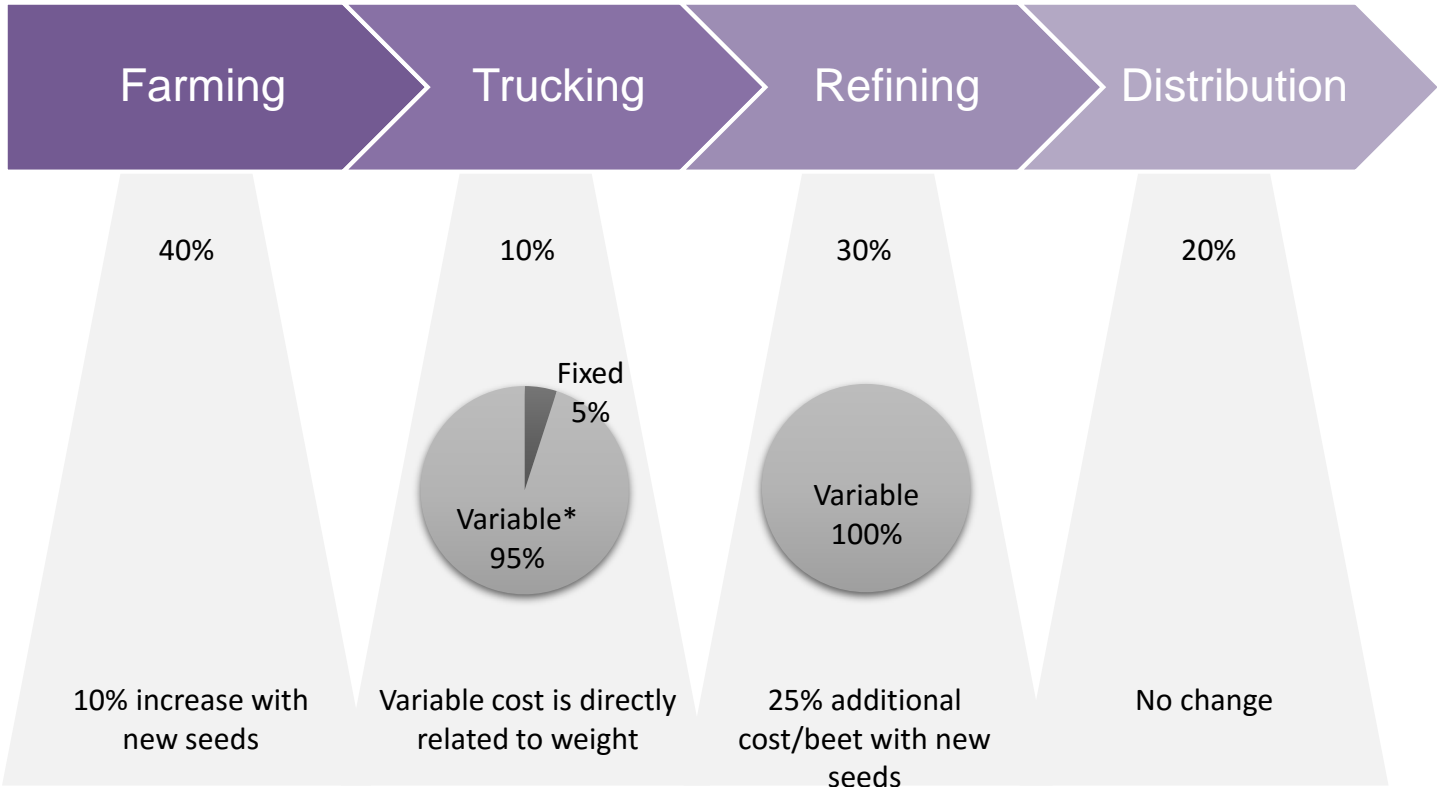 Farming
Trucking
Refining
Distribution
40%
10%
30%
20%
Fixed
5%
Variable*
95%
Variable
100%
10% increase with
new seeds
Variable cost is directly
related to weight
25% additional
cost/beet with new
seeds
No change